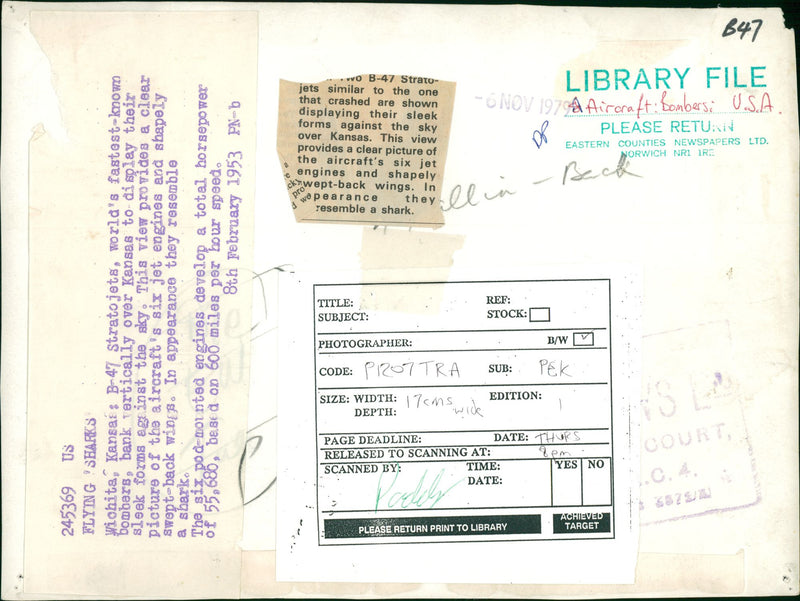 B47
LIBRARY FILE
Aircraft: Bombers: U.S.A.
PLEASE RETURN
EASTERN COUNTIES NEWSPAPERS LTD.
NORWICH NR1 1RE
-6 NOV 1979
Two B-47 Strato-
jets similar to the one
that crashed are shown
displaying their sleek
forms against the sky
over Kansas. This view
provides a clear picture of
the aircraft's six jet
engines and shapely
swept-back wings. In
appearance they
resemble a shark.
- Back
245369 US
FLYING 'SHARKS'
Wichita, Kansas: B-47 Stratojets, world's fastest-known
bombers, bank vertically over Kansas to display their
sleek forms against the sky. This view provides a clear
picture of the aircraft's six jet engines and shapely
swept-back wings. In appearance they resemble
a shark.
The six pod-mounted engines develop a total horsepower
of 55,680, based on 600 miles per hour speed.
8th February 1953 PK-b
TITLE: REF:
SUBJECT: STOCK:
PHOTOGRAPHER: B/W ✓
CODE: P1207TRA SUB: PEK
SIZE: WIDTH: 17cms wide EDITION: 1
DEPTH:
PAGE DEADLINE: DATE: THURS
RELEASED TO SCANNING AT: 8pm
SCANNED BY: TIME: YES NO
DATE:
PLEASE RETURN PRINT TO LIBRARY
ACHIEVED
TARGET
COURT,
.C. 4.